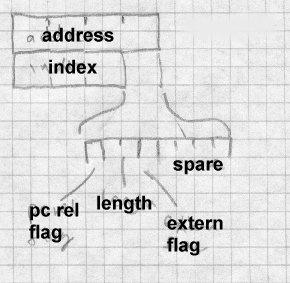 address
index
spare
pc rel
flag
length
extern
flag